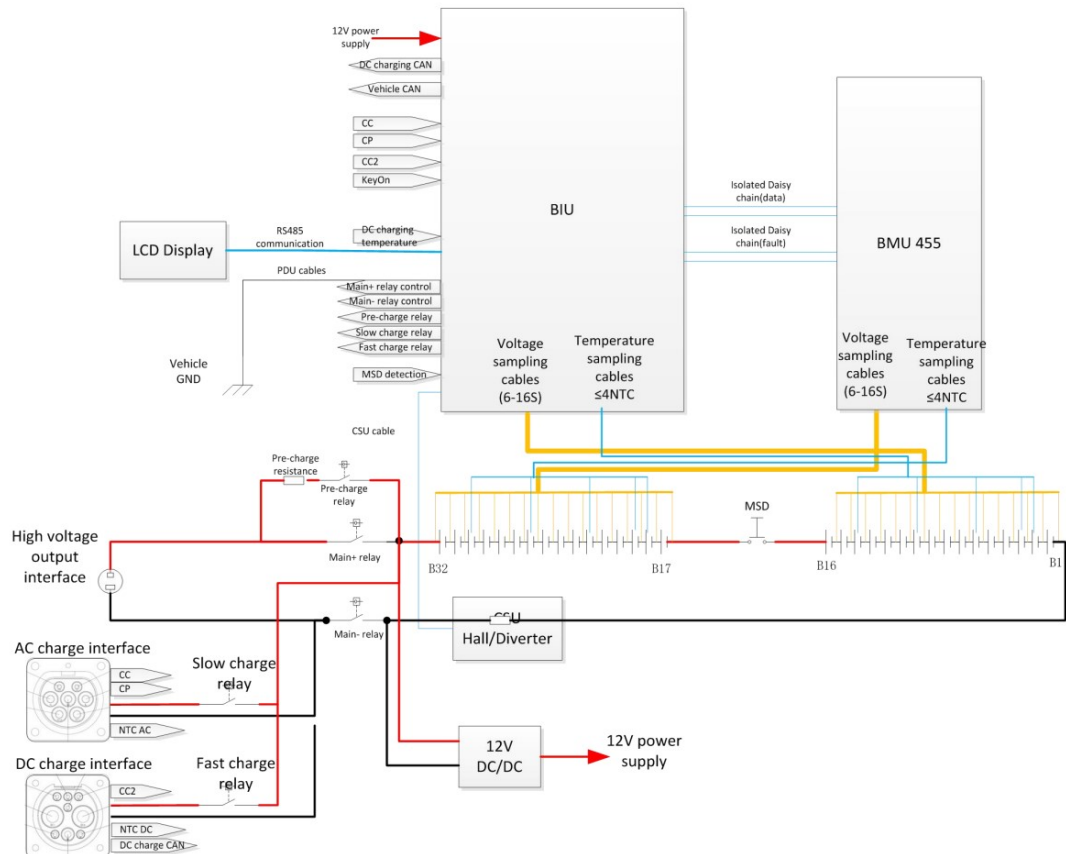 12V power
supply
DC charging CAN
Vehicle CAN
CC
CP
CC2
KeyOn
BIU
Isolated Daisy
chain(data)
Isolated Daisy
chain(fault)
BMU 455
LCD Display
RS485
communication
DC charging
temperature
PDU cables
Main+ relay control
Main- relay control
Pre-charge relay
Slow charge relay
Fast charge relay
MSD detection
Vehicle
GND
Voltage
sampling
cables
(6-16S)
Temperature
sampling
cables
≤4NTC
Voltage
sampling
cables
(6-16S)
Temperature
sampling
cables
≤4NTC
CSU cable
Pre-charge
resistance
Pre-charge
relay
MSD
High voltage
output
interface
Main+ relay
B32
B17
B16
B1
Main- relay
CSU
Hall/Diverter
AC charge interface
CC
CP
NTC AC
Slow charge
relay
12V
DC/DC
12V power
supply
DC charge interface
CC2
NTC DC
DC charge CAN
Fast charge
relay